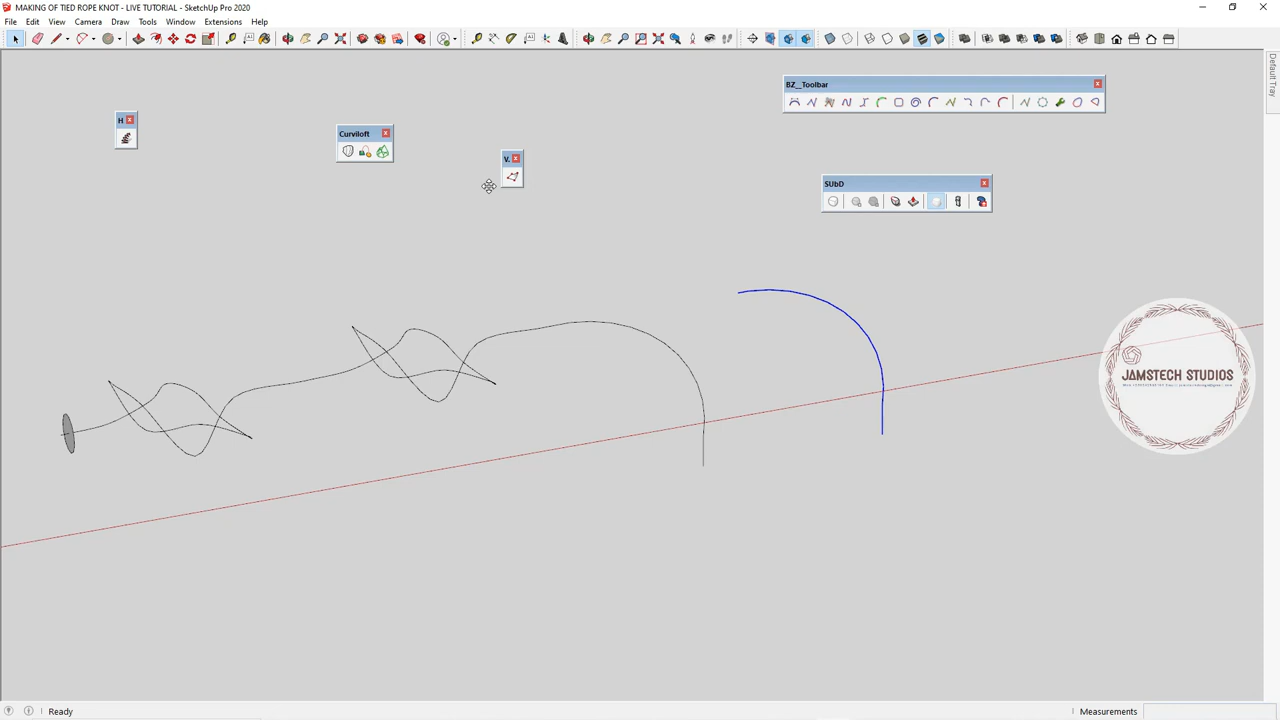 MAKING OF TIED ROPE KNOT - LIVE TUTORIAL - SketchUp Pro 2020
File Edit View Camera Draw Tools Window Extensions Help
Default Tray
BZ__Toolbar
H
Curviloft
V.
SUbD
JAMSTECH STUDIOS
Ready
Measurements